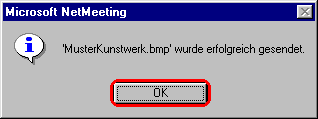 Microsoft NetMeeting
'MusterKunstwerk.bmp' wurde erfolgreich gesendet.
OK